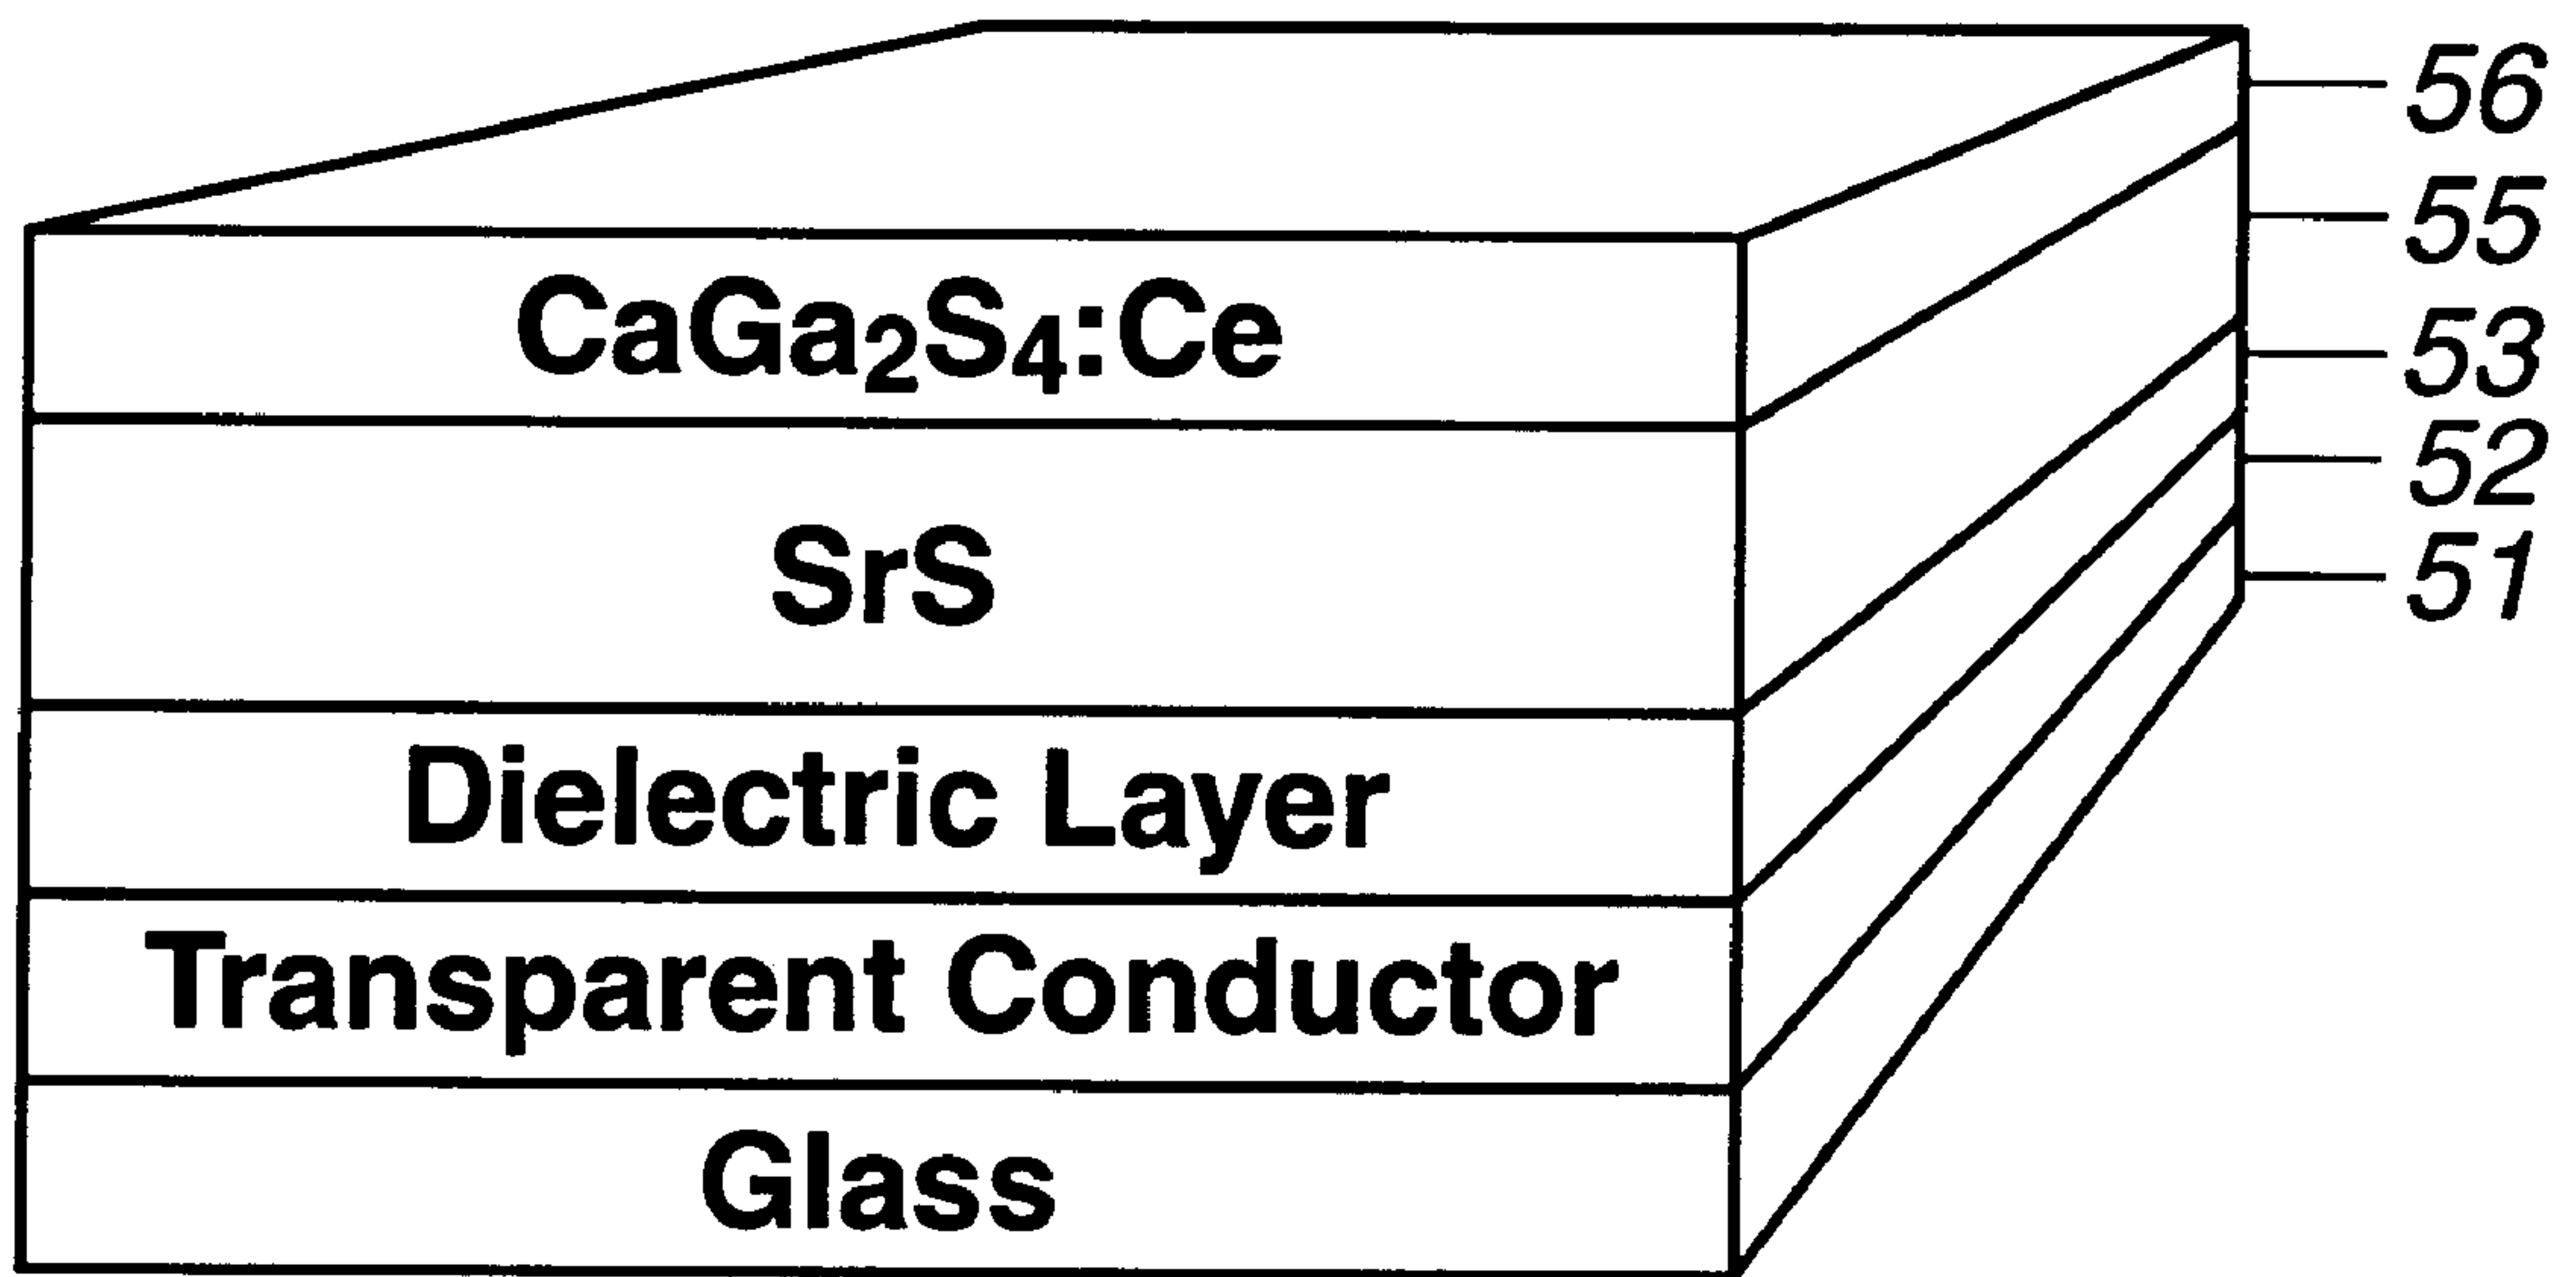 56
55
CaGa₂S₄:Ce
53
52
SrS
51
Dielectric Layer
Transparent Conductor
Glass